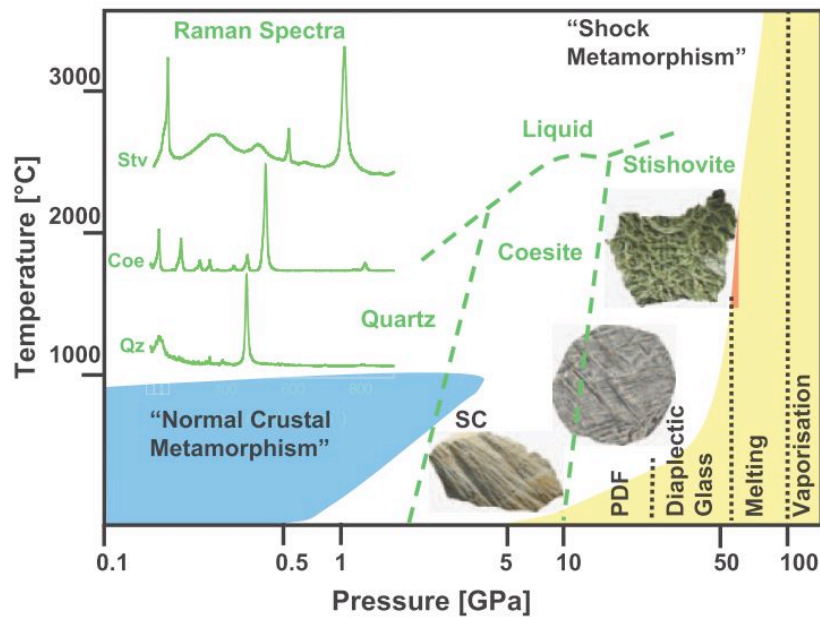 Raman Spectra
“Shock
Metamorphism”
3000
Stv
Liquid
Stishovite
2000
Coe
Coesite
Quartz
Qz
1000
800
“Normal Crustal
Metamorphism”
SC
PDF
Diaplectic
Glass
Melting
Vaporisation
Temperature [°C]
0.1
0.5
1
5
10
50
100
Pressure [GPa]